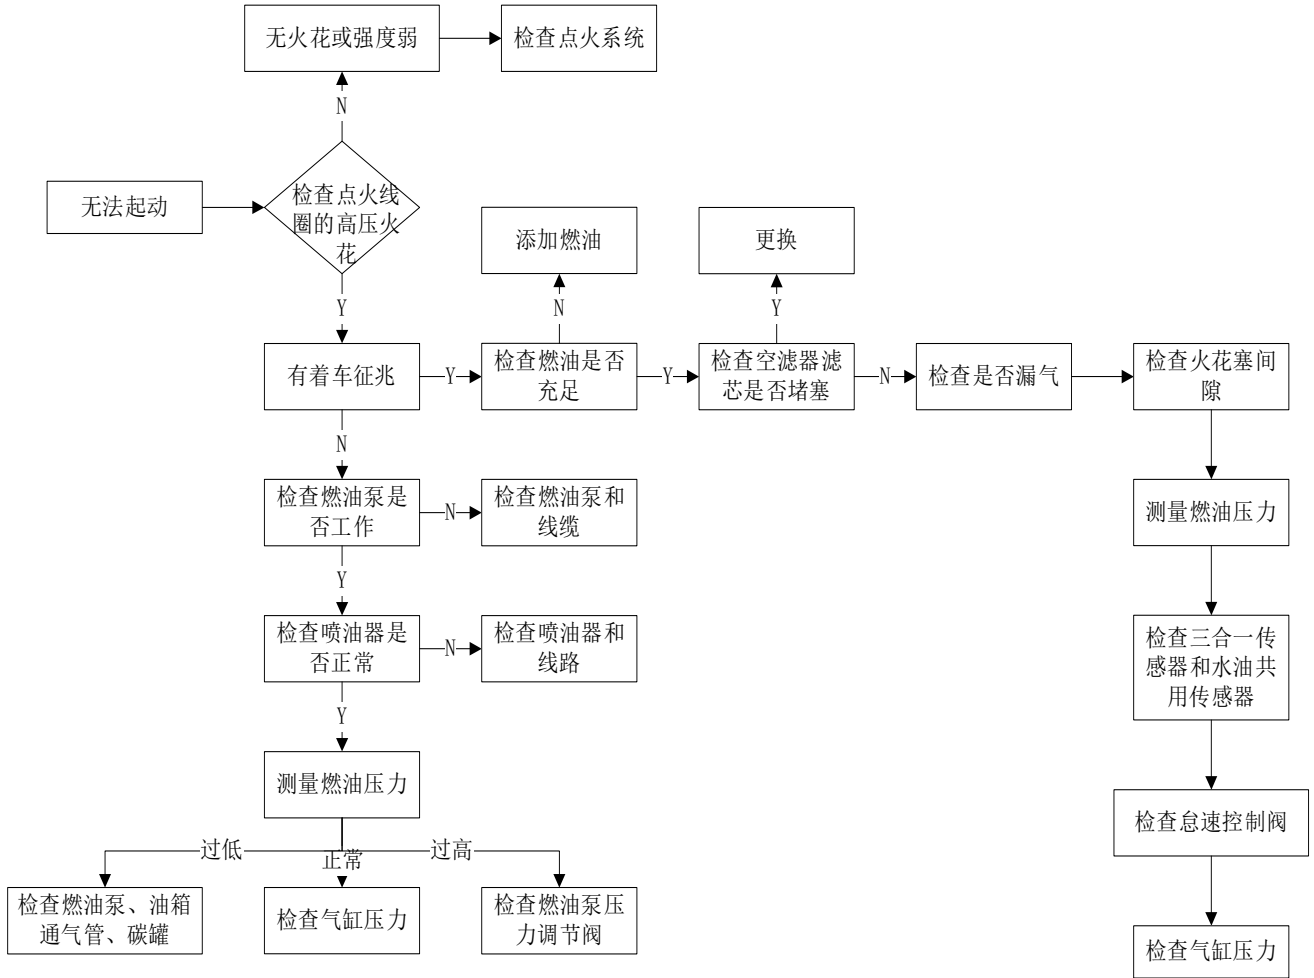 无火花或强度弱
检查点火系统
N
无法起动
检查点火线
圈的高压火
花
添加燃油
更换
Y
N
Y
有着车征兆
Y
检查燃油是否
充足
Y
检查空滤器滤
芯是否堵塞
N
检查是否漏气
检查火花塞间
隙
N
检查燃油泵是
否工作
N
检查燃油泵和
线缆
测量燃油压力
Y
检查喷油器是
否正常
N
检查喷油器和
线路
检查三合一传
感器和水油共
用传感器
Y
测量燃油压力
检查怠速控制阀
过低
正常
过高
检查燃油泵、油箱
通气管、碳罐
检查气缸压力
检查燃油泵压
力调节阀
检查气缸压力